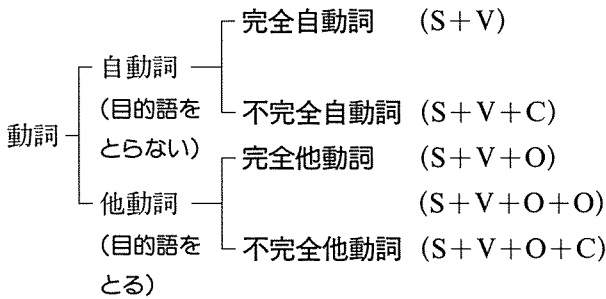 完全自動詞 (S+V)
自動詞
(目的語を
とらない)
不完全自動詞 (S+V+C)
動詞
完全他動詞 (S+V+O)
(S+V+O+O)
他動詞
(目的語を
とる)
不完全他動詞 (S+V+O+C)